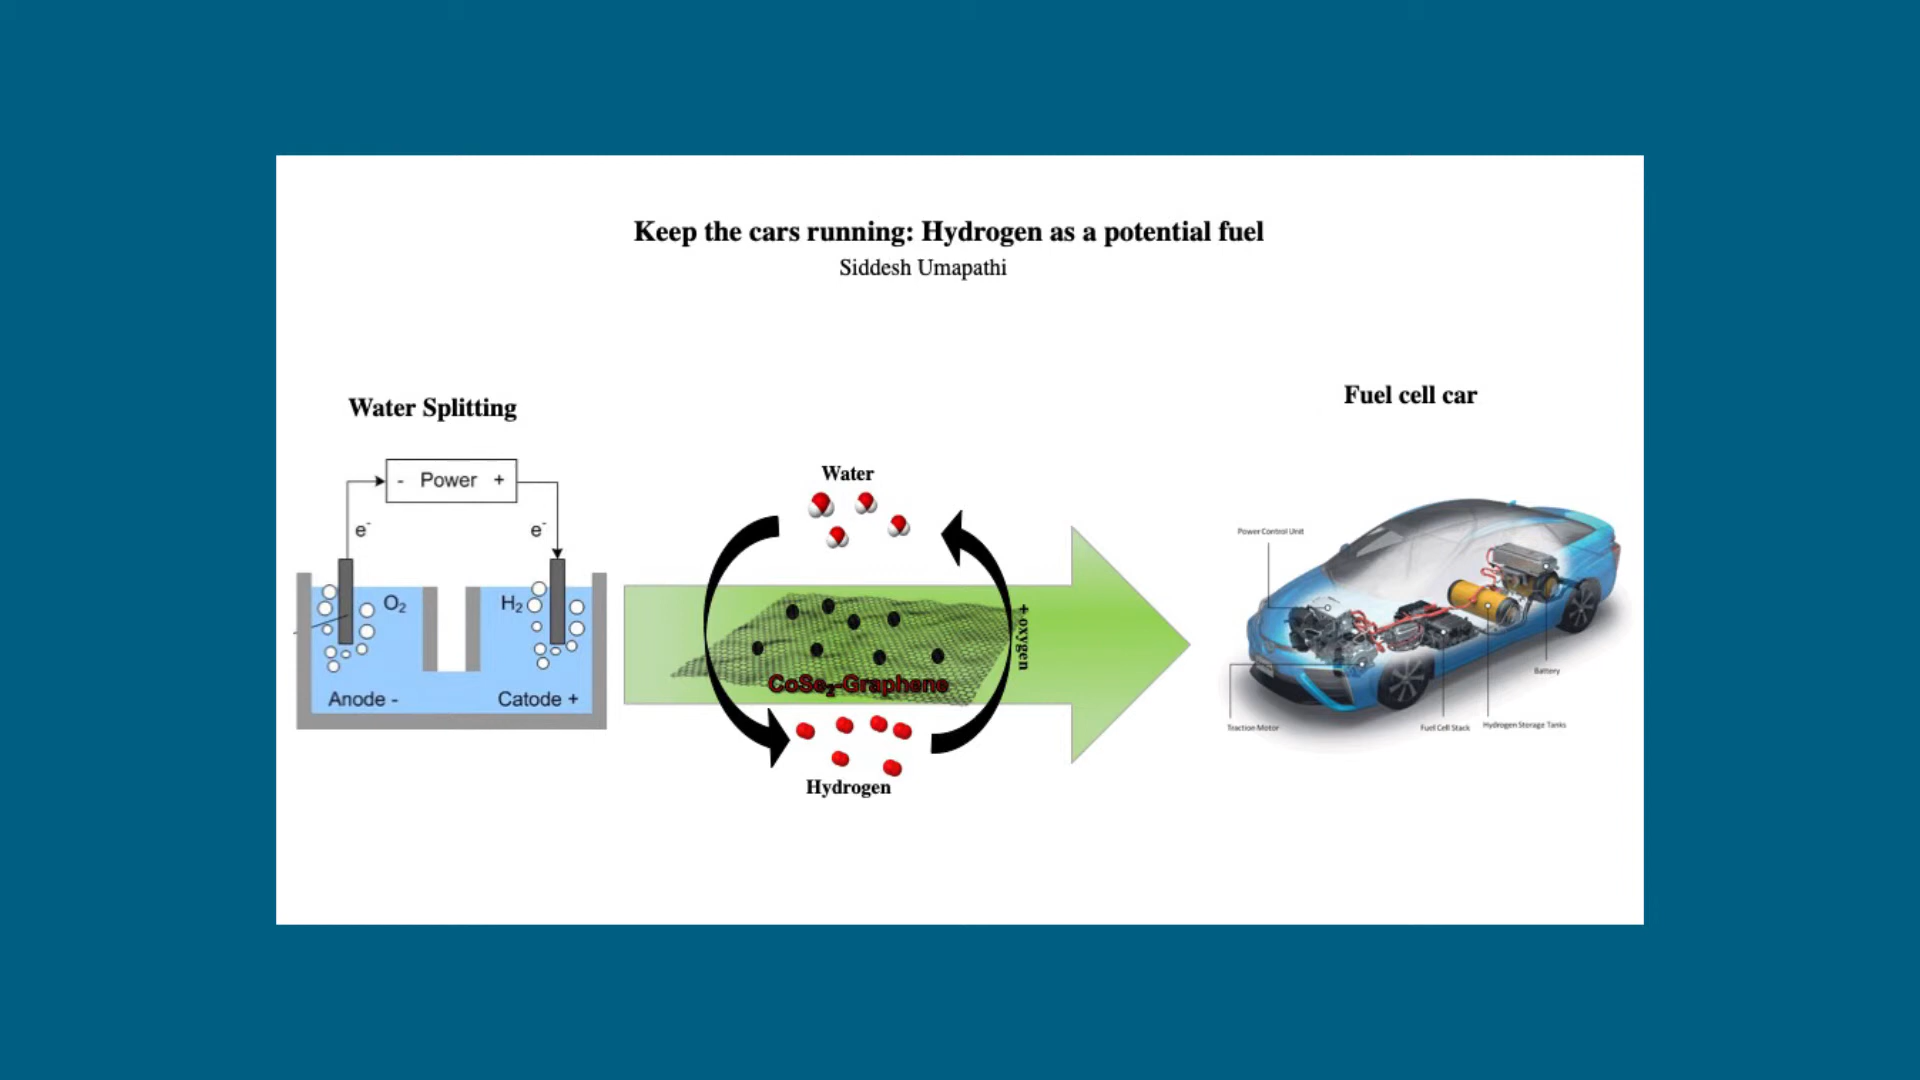 Keep the cars running: Hydrogen as a potential fuel
Siddesh Umapathi
Water Splitting
- Power +
e-
e-
O2
H2
Anode -
Catode +
Water
CoSe2-Graphene
+ oxygen
Hydrogen
Fuel cell car
Power Control Unit
Battery
Traction Motor
Fuel Cell Stack
Hydrogen Storage Tanks